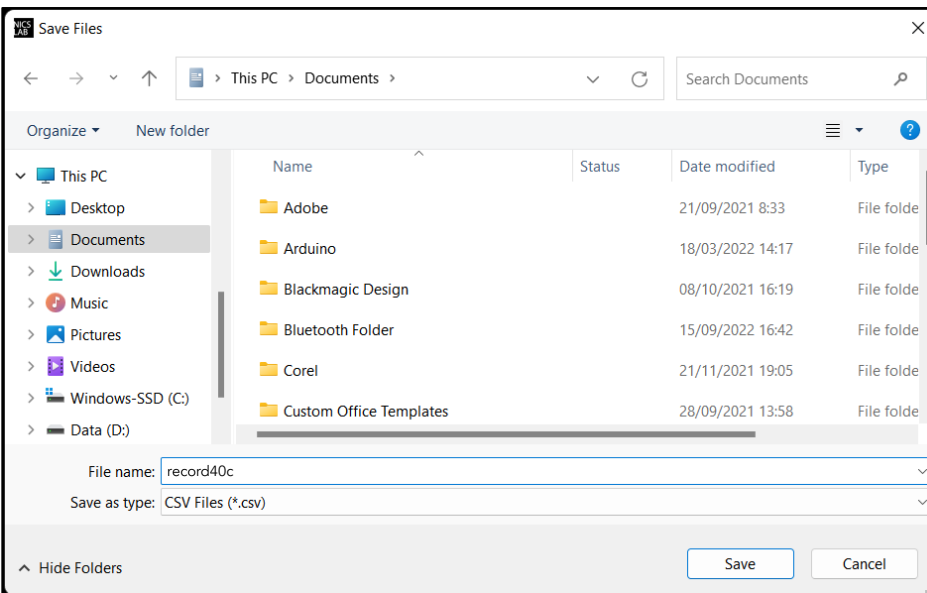 NICS
LAB
Save Files
This PC > Documents >
Search Documents
Organize
New folder
?
Name
Status
Date modified
Type
This PC
Desktop
Documents
Downloads
Music
Pictures
Videos
Windows-SSD (C:)
Data (D:)
Adobe 21/09/2021 8:33 File folde
Arduino 18/03/2022 14:17 File folde
Blackmagic Design 08/10/2021 16:19 File folde
Bluetooth Folder 15/09/2022 16:42 File folde
Corel 21/11/2021 19:05 File folde
Custom Office Templates 28/09/2021 13:58 File folde
File name: record40c
Save as type: CSV Files (*.csv)
Hide Folders
Save
Cancel